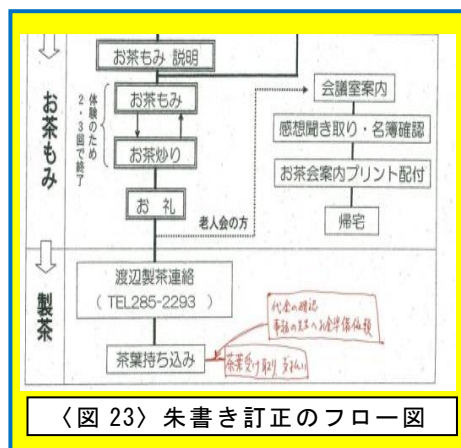 お茶もみ 説明
お茶もみ
体験のため
2・3回で終了
お茶もみ
お茶炒り
お 礼
老人会の方
会議室案内
感想聞き取り・名簿確認
お茶会案内プリント配付
帰宅
製茶
渡辺製茶連絡
( TEL285-2293 )
茶葉持ち込み
代金の確認
茶葉受け取り 支払い
〈図 23〉朱書き訂正のフロー図